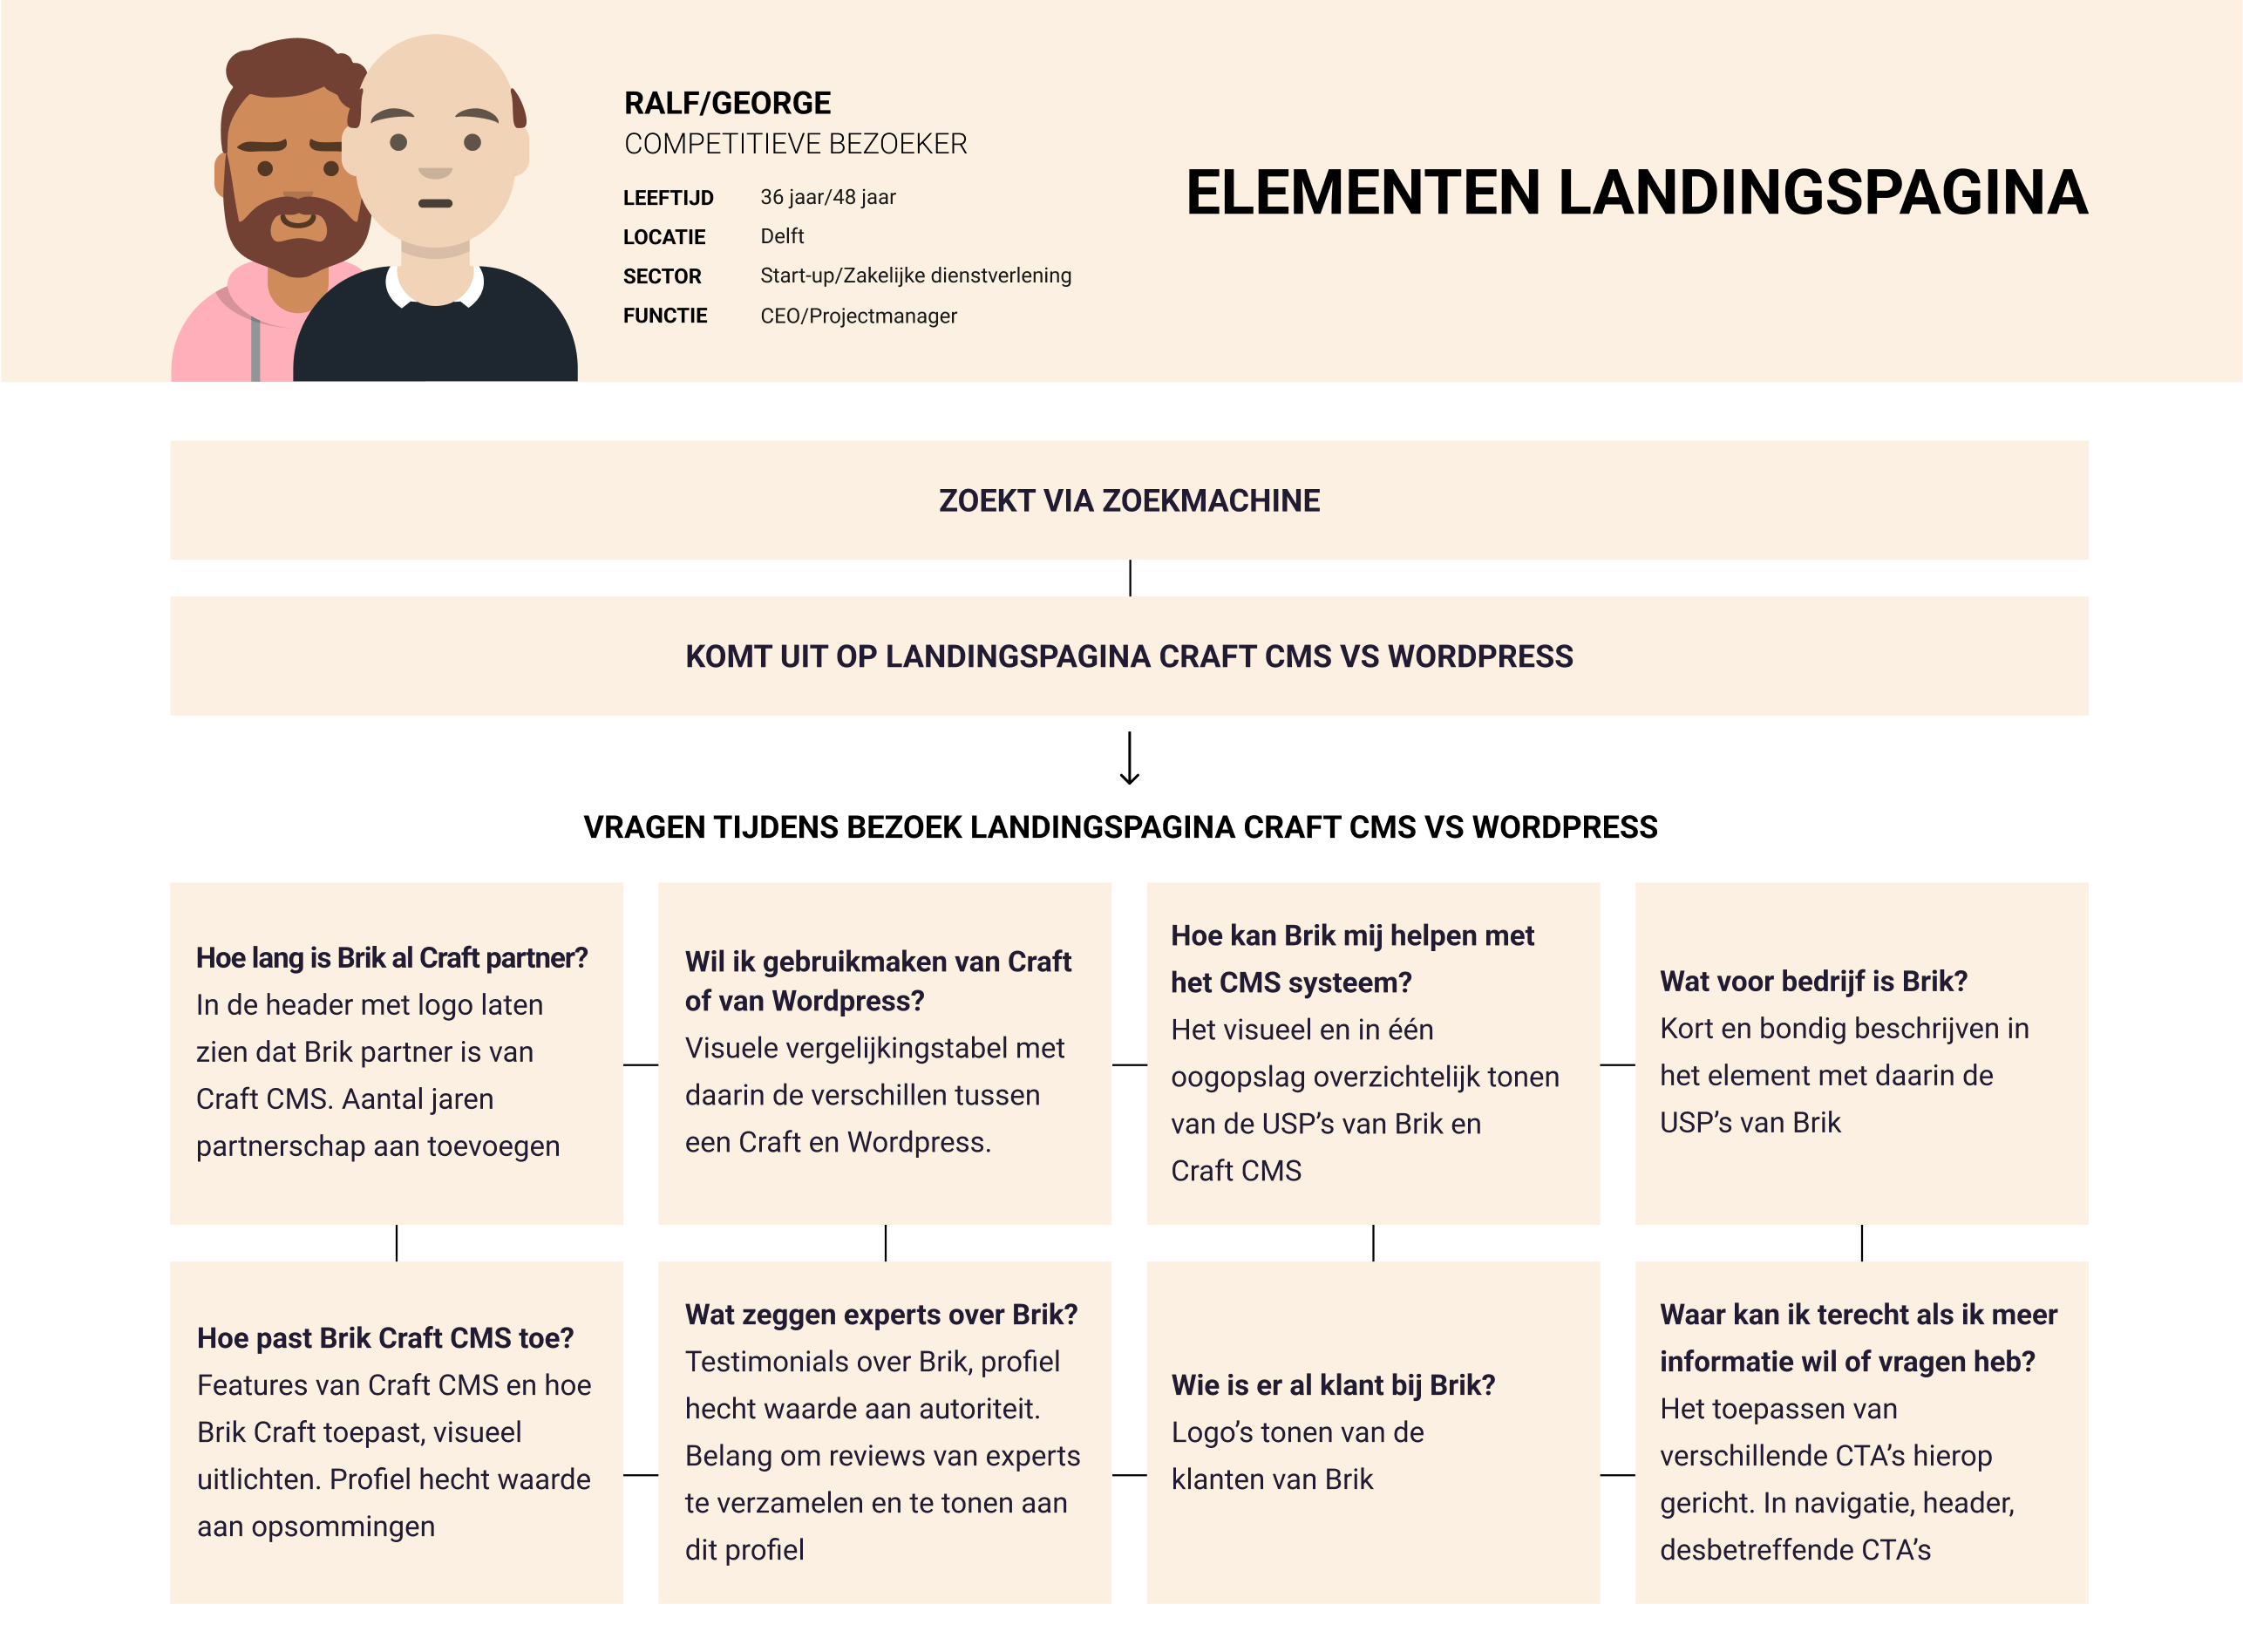 RALF/GEORGE
COMPETITIEVE BEZOEKER
LEEFTIJD 36 jaar/48 jaar
LOCATIE Delft
SECTOR Start-up/Zakelijke dienstverlening
FUNCTIE CEO/Projectmanager
ELEMENTEN LANDINGSPAGINA
ZOEKT VIA ZOEKMACHINE
KOMT UIT OP LANDINGSPAGINA CRAFT CMS VS WORDPRESS
VRAGEN TIJDENS BEZOEK LANDINGSPAGINA CRAFT CMS VS WORDPRESS
Hoe lang is Brik al Craft partner?
In de header met logo laten
zien dat Brik partner is van
Craft CMS. Aantal jaren
partnerschap aan toevoegen
Wil ik gebruikmaken van Craft
of van Wordpress?
Visuele vergelijkingstabel met
daarin de verschillen tussen
een Craft en Wordpress.
Hoe kan Brik mij helpen met
het CMS systeem?
Het visueel en in één
oogopslag overzichtelijk tonen
van de USP’s van Brik en
Craft CMS
Wat voor bedrijf is Brik?
Kort en bondig beschrijven in
het element met daarin de
USP’s van Brik
Hoe past Brik Craft CMS toe?
Features van Craft CMS en hoe
Brik Craft toepast, visueel
uitlichten. Profiel hecht waarde
aan opsommingen
Wat zeggen experts over Brik?
Testimonials over Brik, profiel
hecht waarde aan autoriteit.
Belang om reviews van experts
te verzamelen en te tonen aan
dit profiel
Wie is er al klant bij Brik?
Logo’s tonen van de
klanten van Brik
Waar kan ik terecht als ik meer
informatie wil of vragen heb?
Het toepassen van
verschillende CTA’s hierop
gericht. In navigatie, header,
desbetreffende CTA’s